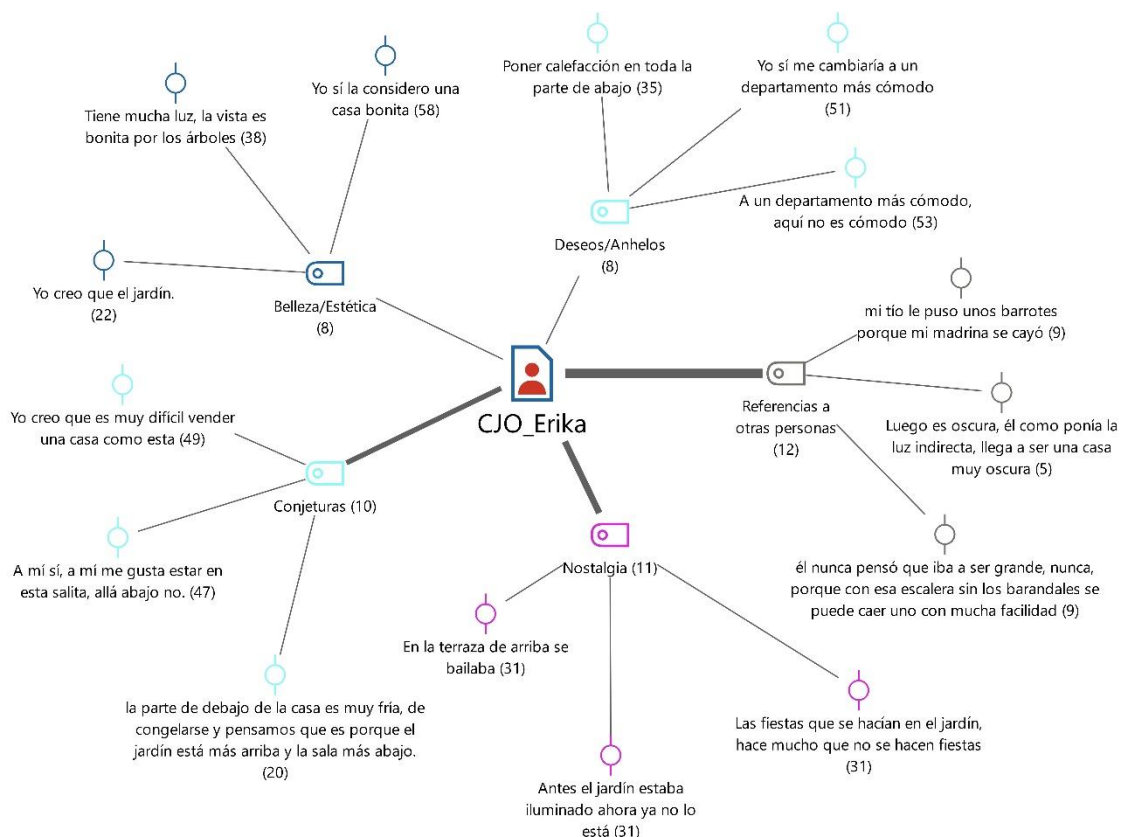 Tiene mucha luz, la vista es
bonita por los árboles (38)
Yo sí la considero una
casa bonita (58)
Yo creo que el jardín.
(22)
Belleza/Estética
(8)
Poner calefacción en toda la
parte de abajo (35)
Yo sí me cambiaría a un
departamento más cómodo
(51)
A un departamento más cómodo,
aquí no es cómodo (53)
Deseos/Anhelos
(8)
mi tío le puso unos barrotes
porque mi madrina se cayó (9)
Referencias a
otras personas
(12)
Luego es oscura, él como ponía la
luz indirecta, llega a ser una casa
muy oscura (5)
él nunca pensó que iba a ser grande, nunca,
porque con esa escalera sin los barandales se
puede caer uno con mucha facilidad (9)
CJO_Erika
Yo creo que es muy difícil vender
una casa como esta (49)
Conjeturas (10)
A mí sí, a mí me gusta estar en
esta salita, allá abajo no. (47)
la parte de debajo de la casa es muy fría, de
congelarse y pensamos que es porque el
jardín está más arriba y la sala más abajo.
(20)
Nostalgia (11)
En la terraza de arriba se
bailaba (31)
Antes el jardín estaba
iluminado ahora ya no lo
está (31)
Las fiestas que se hacían en el jardín,
hace mucho que no se hacen fiestas
(31)